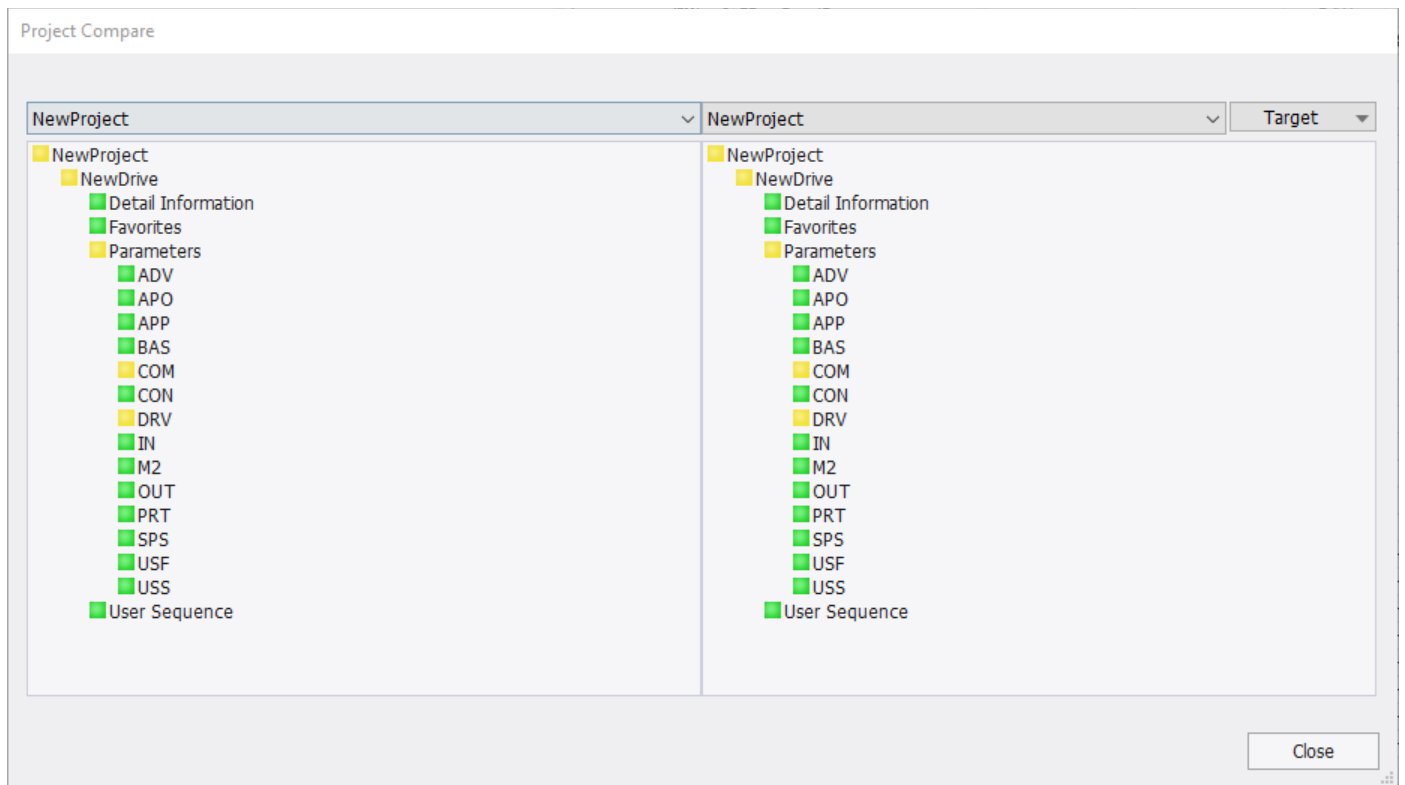 Project Compare
NewProject
NewProject
Target
NewProject
NewDrive
Detail Information
Favorites
Parameters
ADV
APO
APP
BAS
COM
CON
DRV
IN
M2
OUT
PRT
SPS
USF
USS
User Sequence
NewProject
NewDrive
Detail Information
Favorites
Parameters
ADV
APO
APP
BAS
COM
CON
DRV
IN
M2
OUT
PRT
SPS
USF
USS
User Sequence
Close